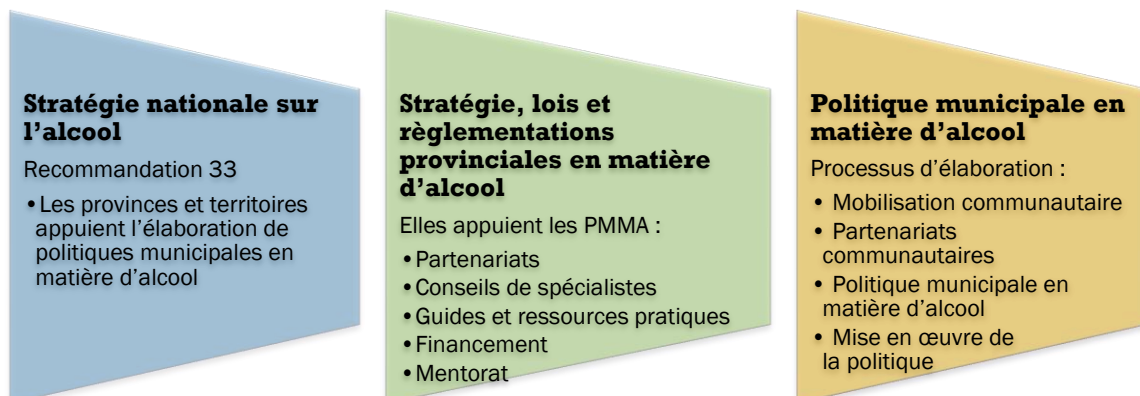 Stratégie nationale sur
l'alcool
Recommandation 33
•Les provinces et territoires
appuient l'élaboration de
politiques municipales en
matière d'alcool
Stratégie, lois et
règlementations
provinciales en matière
d'alcool
Elles appuient les PMMA :
•Partenariats
•Conseils de spécialistes
•Guides et ressources pratiques
•Financement
•Mentorat
Politique municipale en
matière d'alcool
Processus d'élaboration :
• Mobilisation communautaire
• Partenariats
communautaires
• Politique municipale en
matière d'alcool
• Mise en œuvre de
la politique